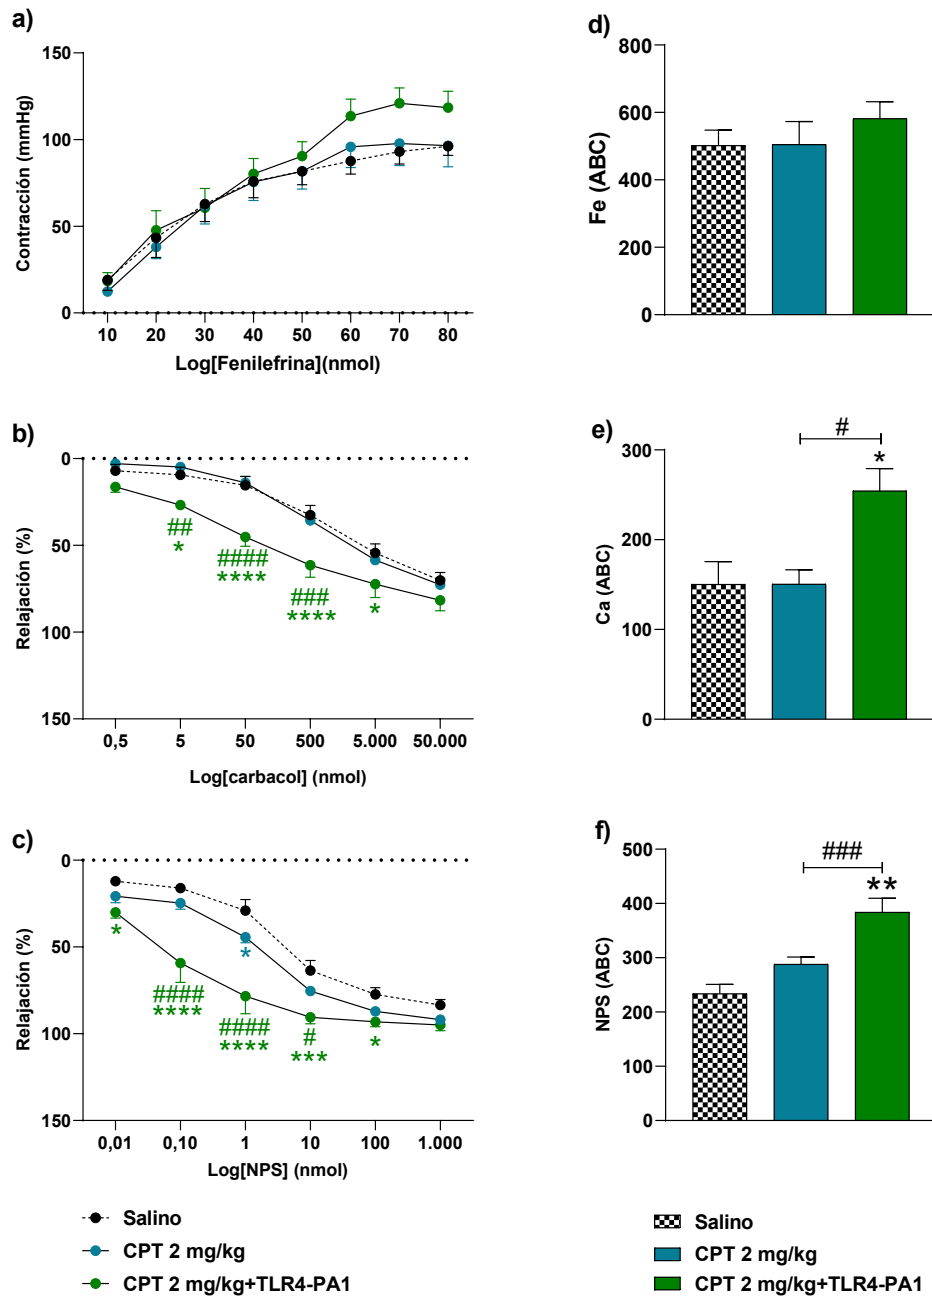 a)
Contracción (mmHg)
150
100
50
0
10 20 30 40 50 60 70 80
Log[Fenilefrina](nmol)
d)
Fe (ABC)
800
600
400
200
0
b)
Relajación (%)
0
50
100
150
##
*
####
****
###
****
*
0,5 5 50 500 5.000 50.000
Log[carbacol] (nmol)
e)
Ca (ABC)
300
200
100
0
#
*
c)
Relajación (%)
0
50
100
150
*
####
****
*
####
****
#
***
*
0,01 0,10 1 10 100 1.000
Log[NPS] (nmol)
f)
NPS (ABC)
500
400
300
200
100
0
###
**
Salino
CPT 2 mg/kg
CPT 2 mg/kg+TLR4-PA1
Salino
CPT 2 mg/kg
CPT 2 mg/kg+TLR4-PA1